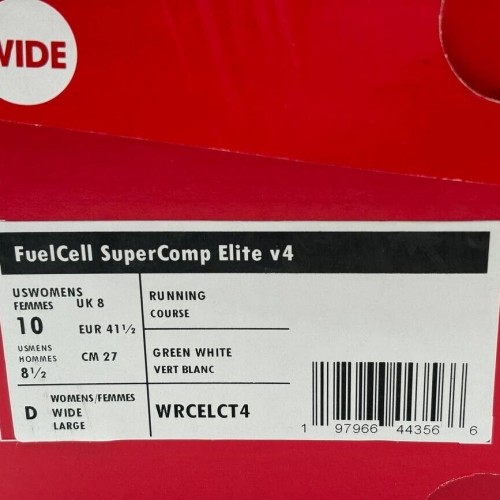 WIDE
FuelCell SuperComp Elite v4
USWOMENS
FEMMES
UK 8
10
EUR 41½
USMENS
HOMMES
CM 27
8½
RUNNING
COURSE
GREEN WHITE
VERT BLANC
D
WOMENS/FEMMES
WIDE
LARGE
WRCELCT4
1 97966 44356 6